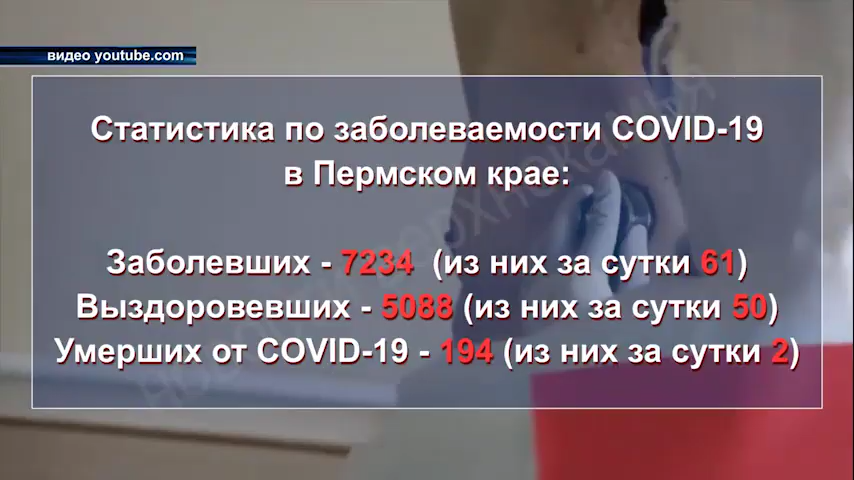 видео youtube.com
Статистика по заболеваемости COVID-19
в Пермском крае:
Заболевших - 7234 (из них за сутки 61)
Выздоровевших - 5088 (из них за сутки 50)
Умерших от COVID-19 - 194 (из них за сутки 2)